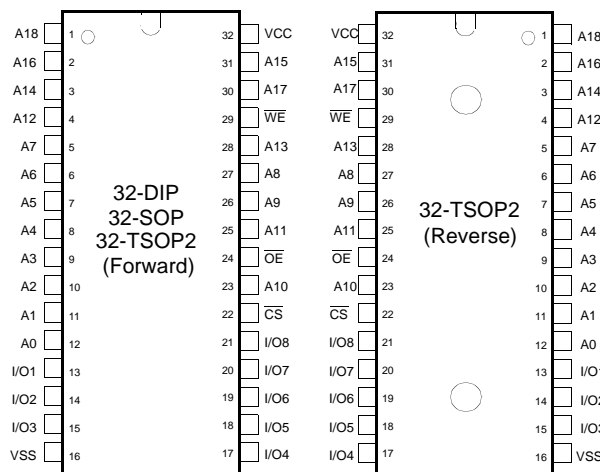 A18 1 32 VCC VCC 32 1 A18
A16 2 31 A15 A15 31 2 A16
A14 3 30 A17 A17 30 3 A14
A12 4 29 W̅E̅ W̅E̅ 29 4 A12
A7 5 28 A13 A13 28 5 A7
A6 6 27 A8 A8 27 6 A6
A5 7 26 A9 A9 26 7 A5
A4 8 25 A11 A11 25 8 A4
A3 9 24 O̅E̅ O̅E̅ 24 9 A3
A2 10 23 A10 A10 23 10 A2
A1 11 22 C̅S̅ C̅S̅ 22 11 A1
A0 12 21 I/O8 I/O8 21 12 A0
I/O1 13 20 I/O7 I/O7 20 13 I/O1
I/O2 14 19 I/O6 I/O6 19 14 I/O2
I/O3 15 18 I/O5 I/O5 18 15 I/O3
VSS 16 17 I/O4 I/O4 17 16 VSS
32-DIP
32-SOP
32-TSOP2
(Forward)
32-TSOP2
(Reverse)